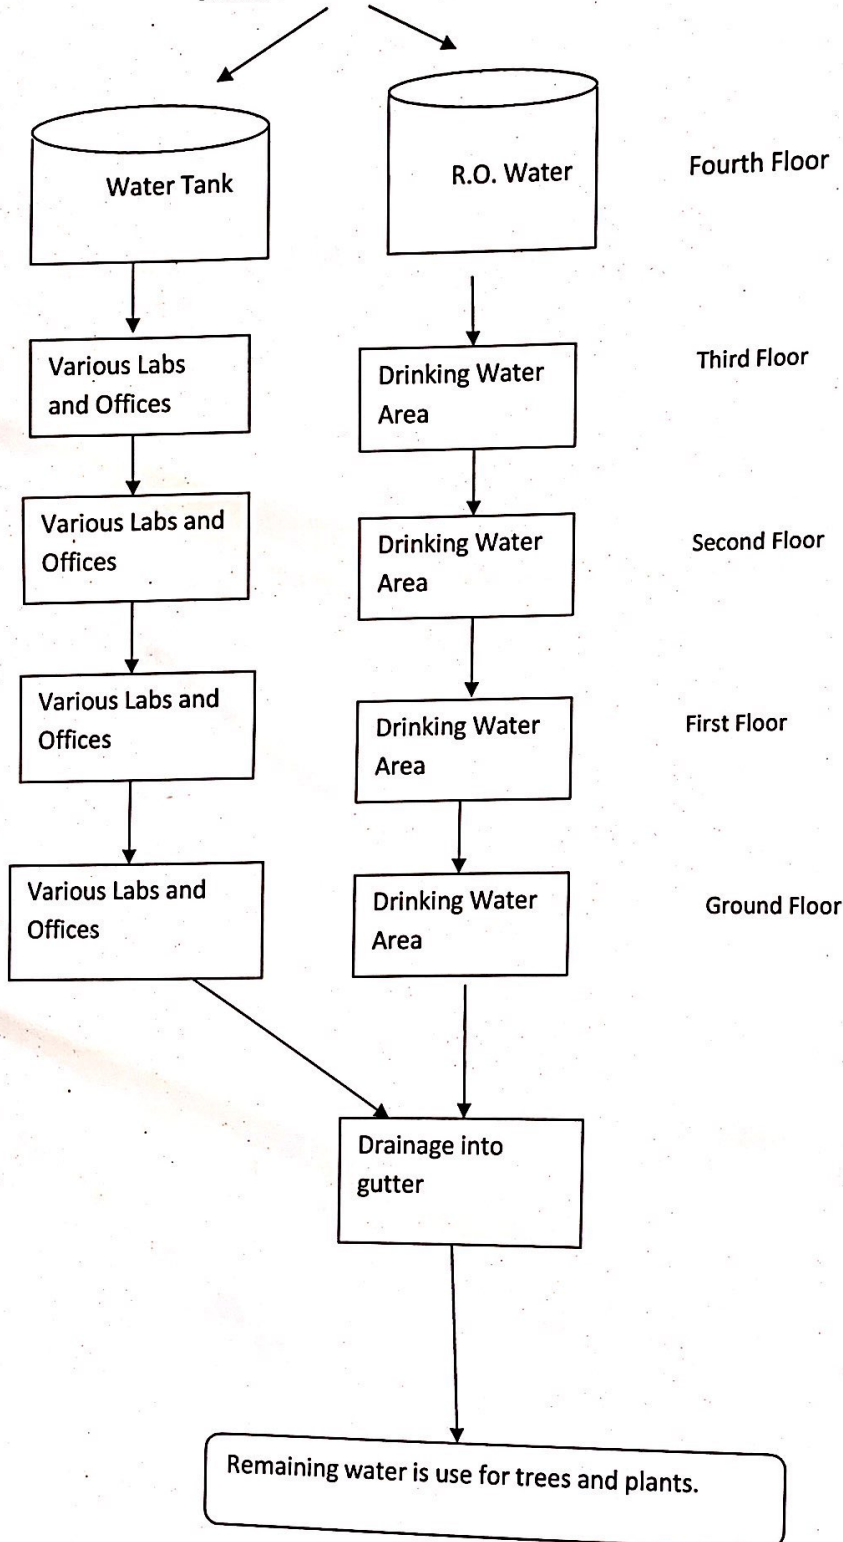 Water Tank
R.O. Water
Fourth Floor
Various Labs
and Offices
Drinking Water
Area
Third Floor
Various Labs and
Offices
Drinking Water
Area
Second Floor
Various Labs and
Offices
Drinking Water
Area
First Floor
Various Labs and
Offices
Drinking Water
Area
Ground Floor
Drainage into
gutter
Remaining water is use for trees and plants.